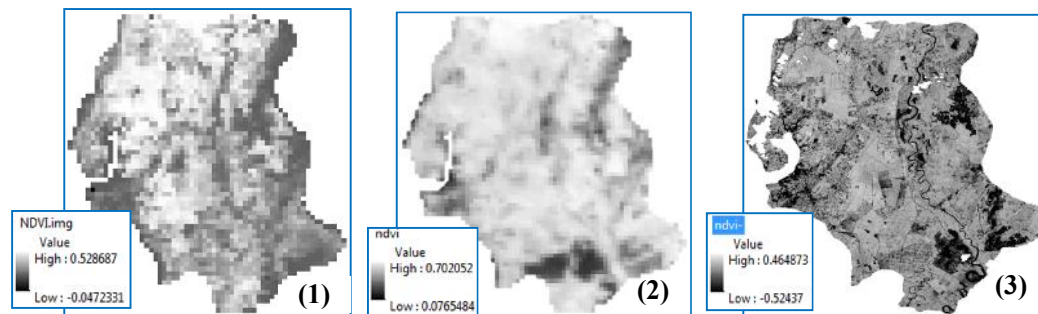 NDVI.img
Value
High : 0.528687
Low : -0.0472331
(1)
ndvi
Value
High : 0.702052
Low : 0.0765484
(2)
ndvi-
Value
High : 0.464873
Low : -0.52437
(3)